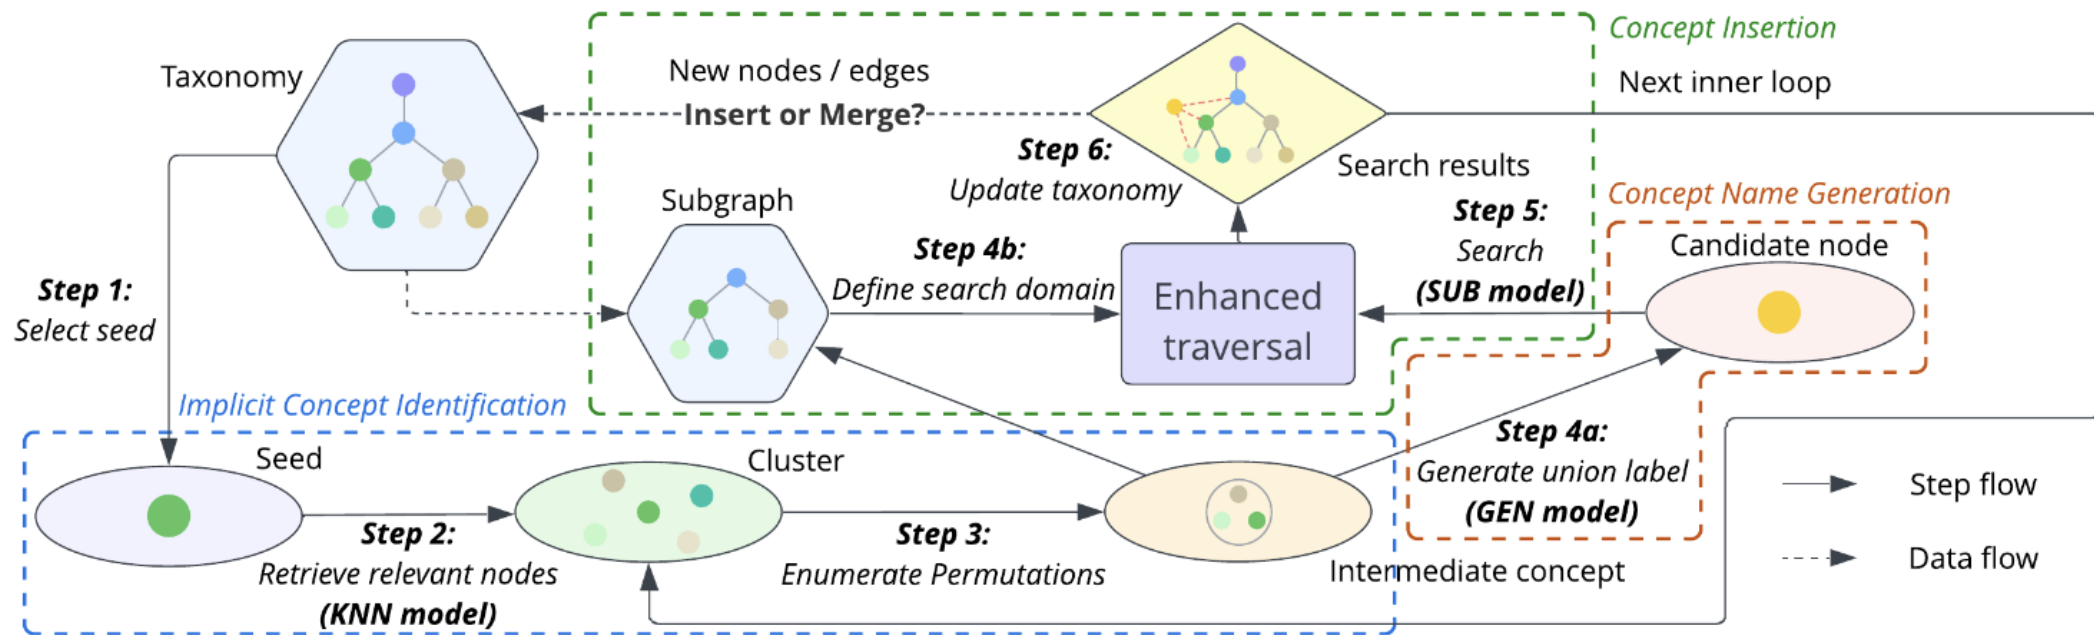 Concept Insertion
Taxonomy
New nodes / edges
Insert or Merge?
Next inner loop
Step 6:
Update taxonomy
Search results
Subgraph
Step 5:
Search
(SUB model)
Concept Name Generation
Candidate node
Step 4b:
Define search domain
Enhanced
traversal
Step 1:
Select seed
Implicit Concept Identification
Seed
Cluster
Step 4a:
Generate union label
(GEN model)
Step 2:
Retrieve relevant nodes
(KNN model)
Step 3:
Enumerate Permutations
Intermediate concept
Step flow
Data flow